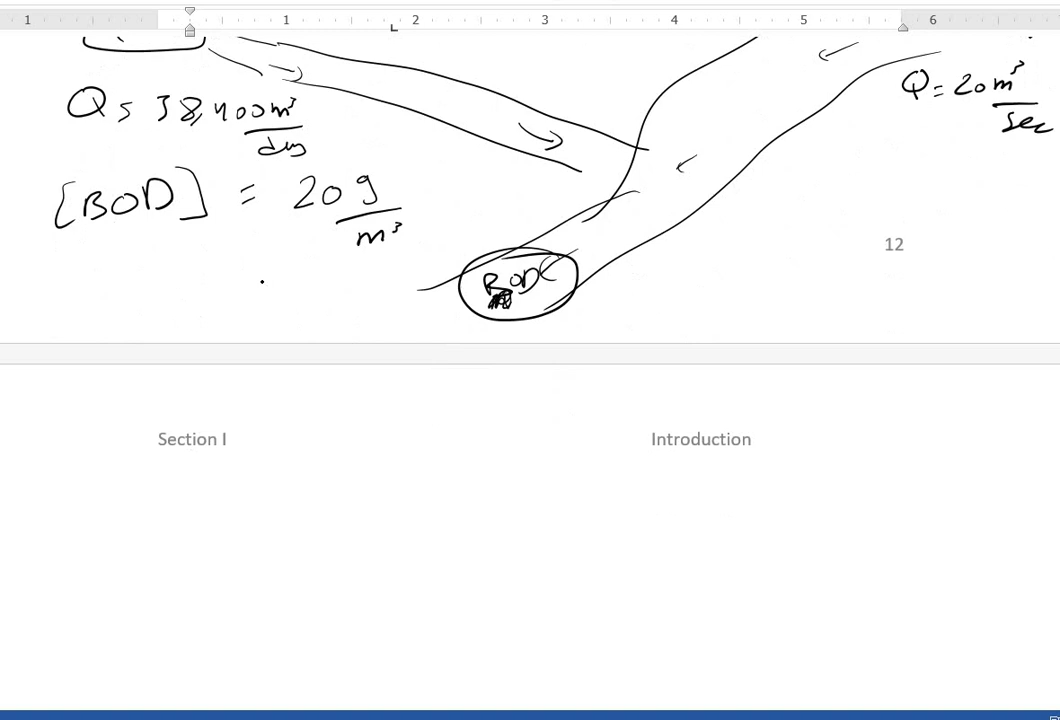 1 1 2 3 4 5 6
Q = 38,400 m³/day
Q = 20 m³/sec
[BOD] = 20 g/m³
BOD
12
Section I Introduction